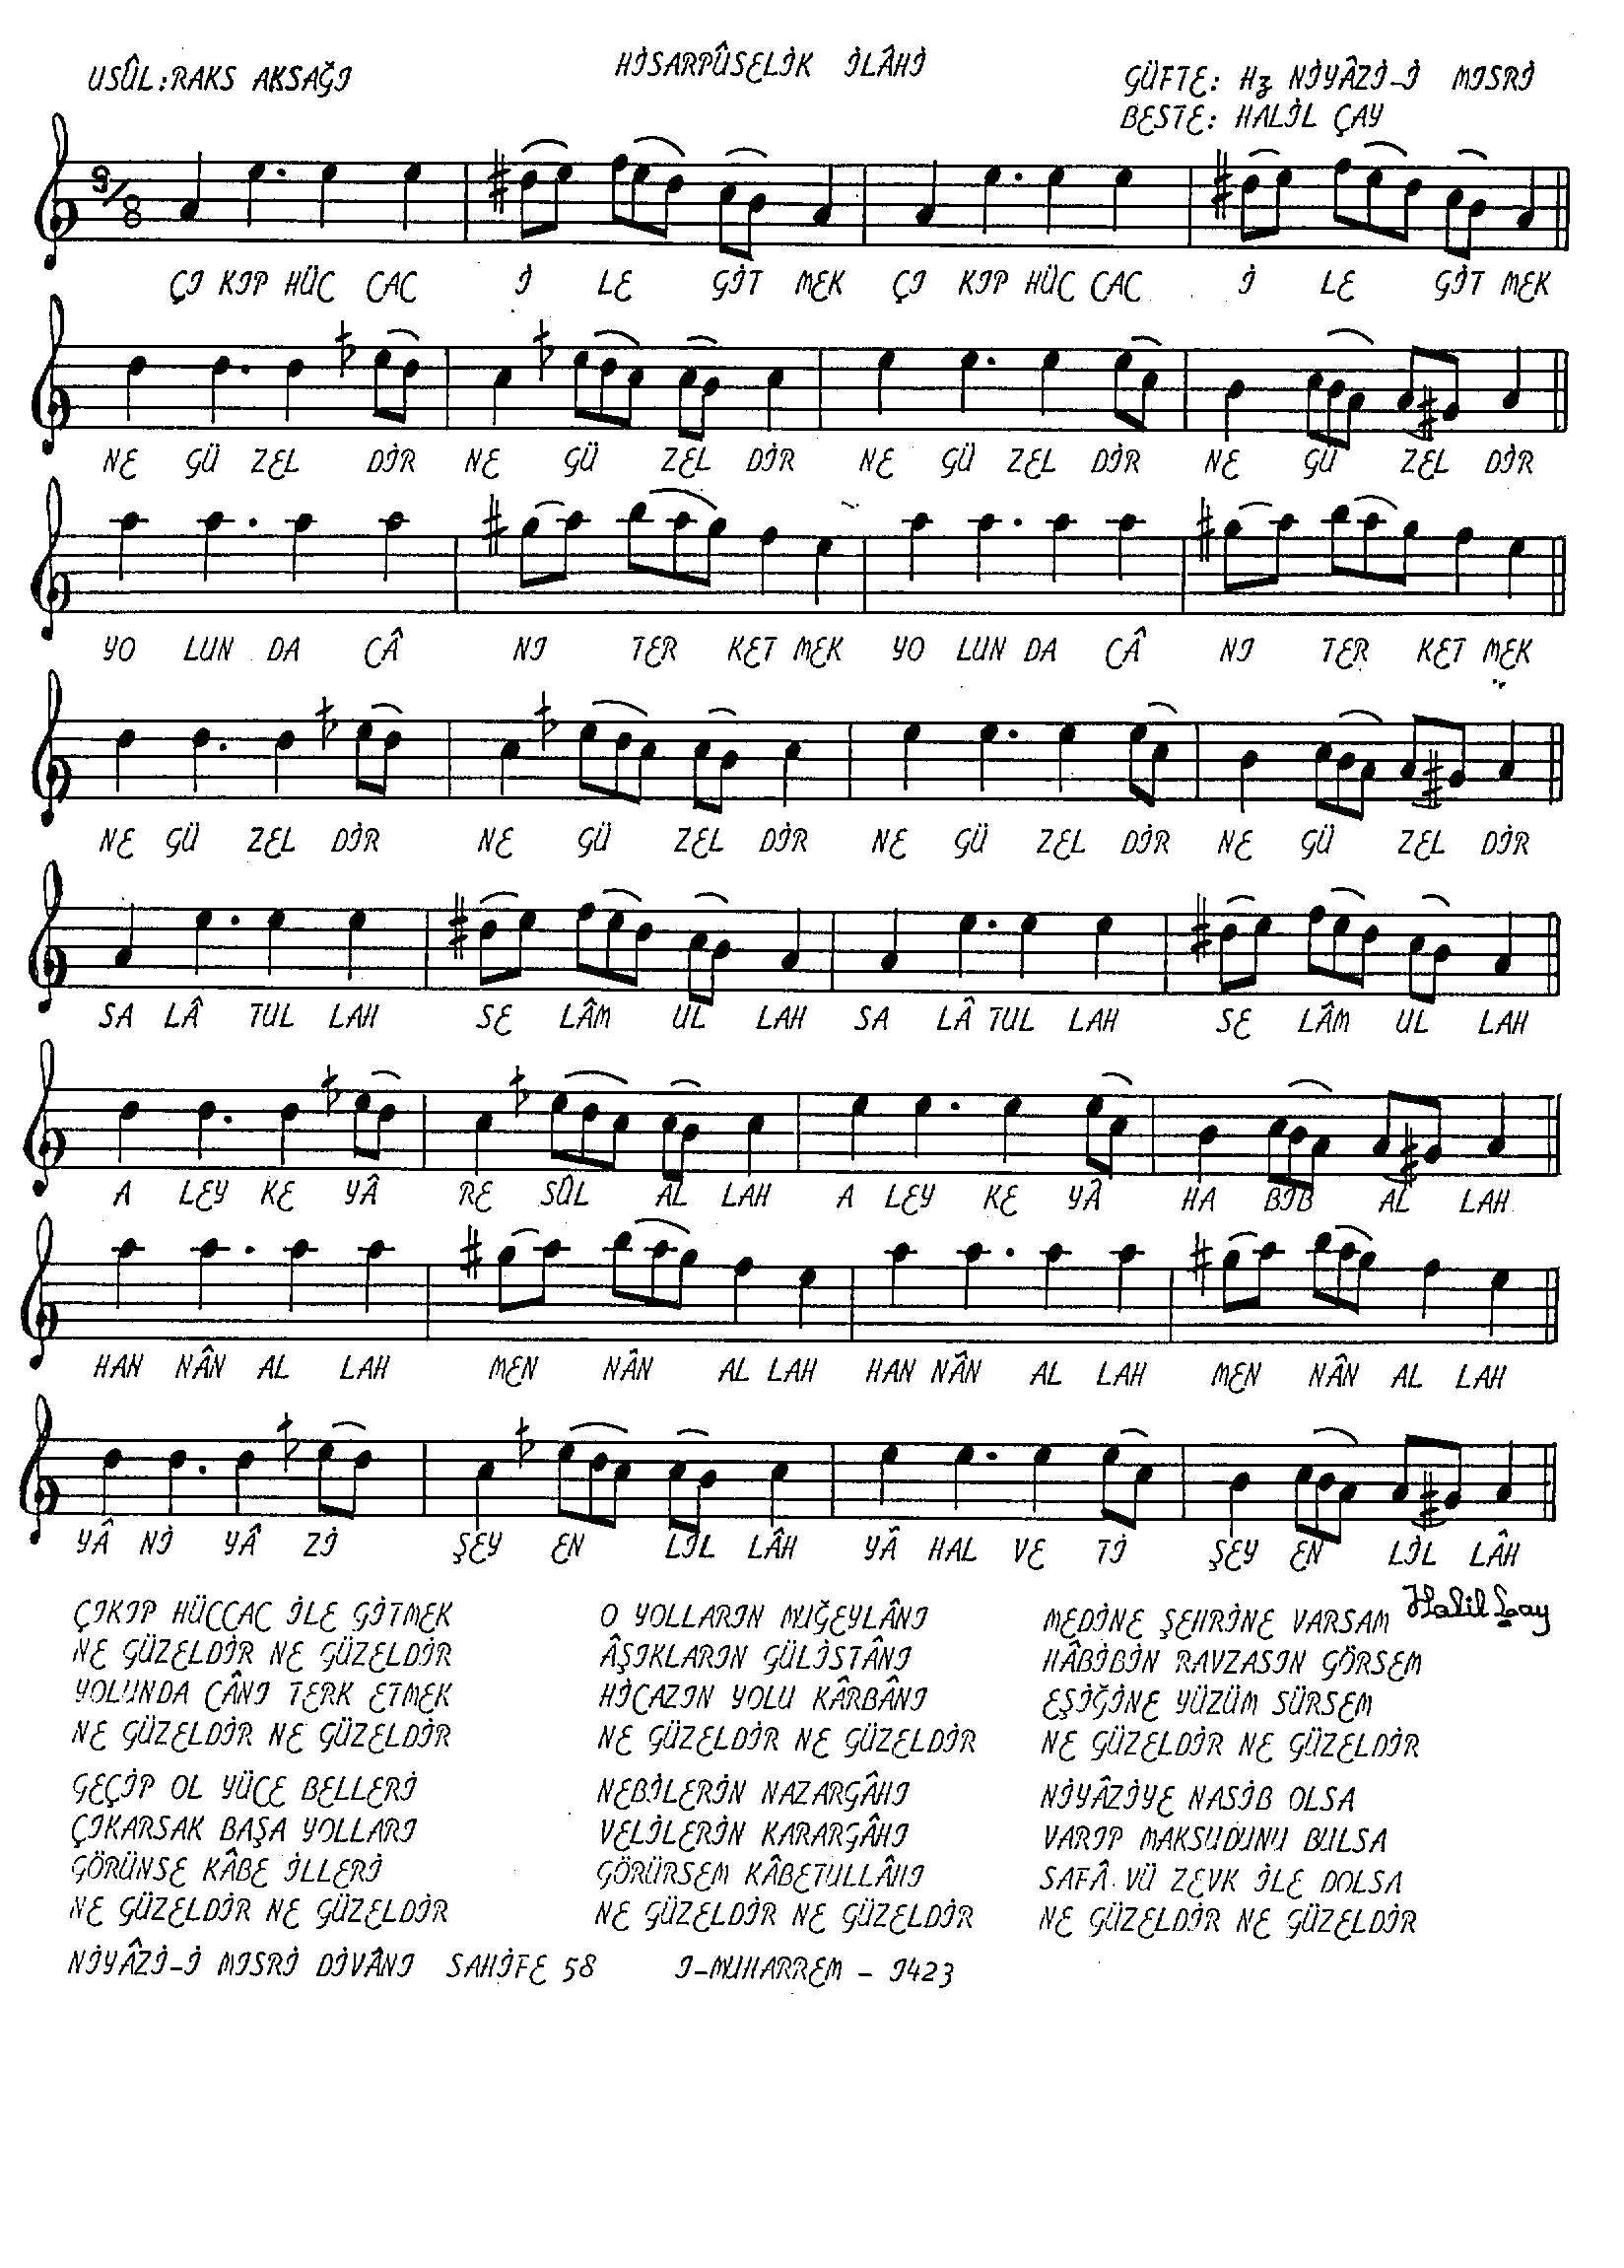 HİSARPÛSELİK İLÂHİ
USÛL:RAKS AKSAĞI
GÜFTE: Hz NİYÂZİ-İ MISRİ
BESTE: HALİL ÇAY
9/8
ÇI KIP HÜC CAC İ LE GİT MEK ÇI KIP HÜC CAC İ LE GİT MEK
NE GÜ ZEL DİR NE GÜ ZEL DİR NE GÜ ZEL DİR NE GÜ ZEL DİR
YO LUN DA CÂ NI TER KET MEK YO LUN DA CÂ NI TER KET MEK
NE GÜ ZEL DİR NE GÜ ZEL DİR NE GÜ ZEL DİR NE GÜ ZEL DİR
SA LÂ TUL LAH SE LÂM UL LAH SA LÂ TUL LAH SE LÂM UL LAH
A LEY KE YÂ RE SÛL AL LAH A LEY KE YÂ HA BİB AL LAH
HAN NÂN AL LAH MEN NÂN AL LAH HAN NÂN AL LAH MEN NÂN AL LAH
YÂ Nİ YÂ Zİ ŞEY EN LİL LÂH YÂ HAL VE Tİ ŞEY EN LİL LÂH
Halil Çay
ÇIKIP HÜCCAC İLE GİTMEK
NE GÜZELDİR NE GÜZELDİR
YOLUNDA CÂNI TERK ETMEK
NE GÜZELDİR NE GÜZELDİR
GEÇİP OL YÜCE BELLERİ
ÇIKARSAK BAŞA YOLLARI
GÖRÜNSE KÂBE İLLERİ
NE GÜZELDİR NE GÜZELDİR
O YOLLARIN MUĞEYLÂNI
ÂŞIKLARIN GÜLİSTÂNI
HİCAZIN YOLU KÂRBÂNI
NE GÜZELDİR NE GÜZELDİR
NEBİLERİN NAZARGÂHI
VELİLERİN KARARGÂHI
GÖRÜRSEM KÂBETULLÂHI
NE GÜZELDİR NE GÜZELDİR
MEDİNE ŞEHRİNE VARSAM
HÂBİBİN RAVZASIN GÖRSEM
EŞİĞİNE YÜZÜM SÜRSEM
NE GÜZELDİR NE GÜZELDİR
NİYÂZİYE NASİB OLSA
VARIP MAKSUDUNU BULSA
SAFÂ VÜ ZEVK İLE DOLSA
NE GÜZELDİR NE GÜZELDİR
NİYÂZİ-İ MISRİ DİVÂNI SAHİFE 58 1-MUHARREM - 1423